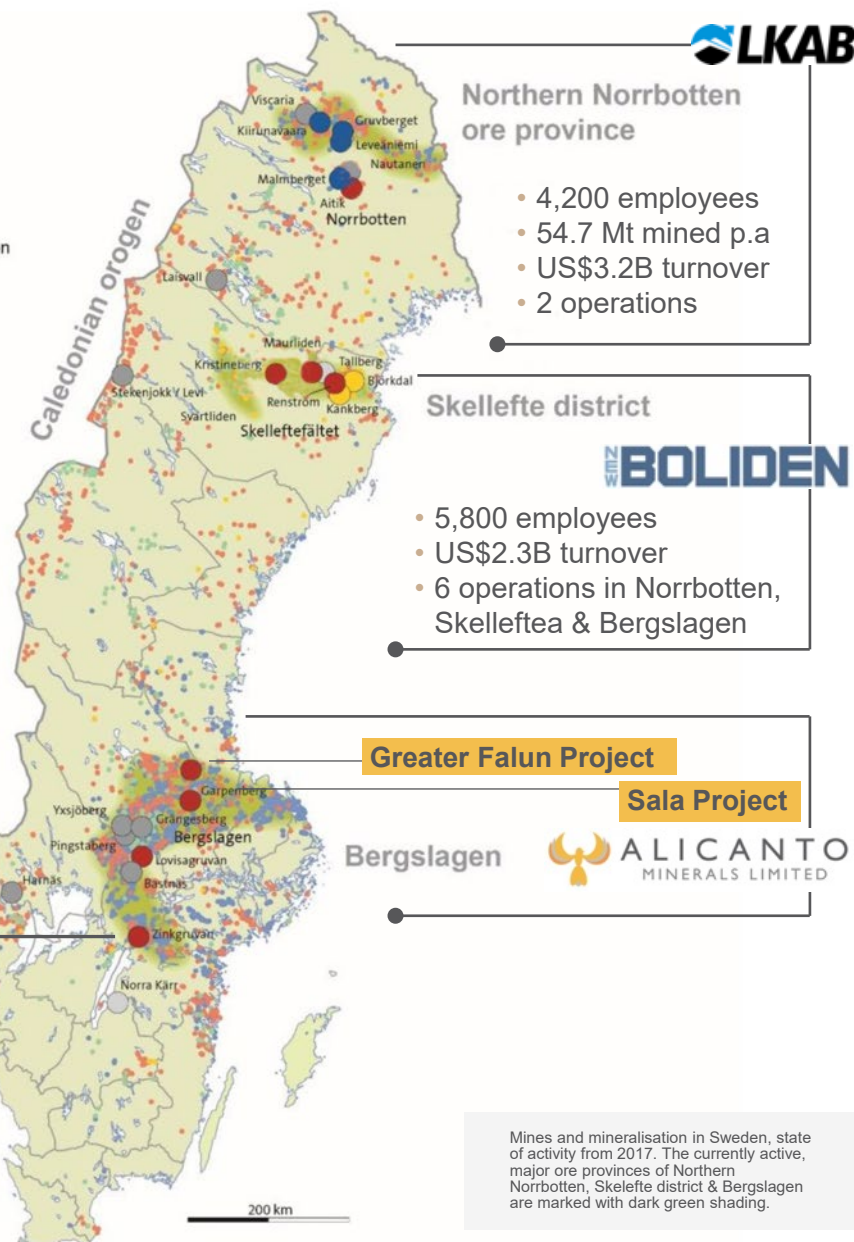 LKAB
Northern Norrbotten
ore province
• 4,200 employees
• 54.7 Mt mined p.a
• US$3.2B turnover
• 2 operations
Viscaria
Gruvberget
Kiirunavaara
Leveäniemi
Nautanen
Malmberget
Aitik
Norrbotten
n
Caledonian orogen
Laisvall
Maurliden
Kristineberg
Tallberg
Björkdal
Stekenjokk / Levi
Renström
Kankberg
Svärtliden
Skelleftefältet
Skellefte district
NEW BOLIDEN
• 5,800 employees
• US$2.3B turnover
• 6 operations in Norrbotten,
Skelleftea & Bergslagen
Greater Falun Project
Sala Project
Garpenberg
Yxsjöberg
Grängesberg
Bergslagen
Pingstaberg
Lovisagruvan
Bastnäs
Harnäs
Zinkgruvan
Norra Kärr
Bergslagen
ALICANTO
MINERALS LIMITED
200 km
Mines and mineralisation in Sweden, state
of activity from 2017. The currently active,
major ore provinces of Northern
Norrbotten, Skelefte district & Bergslagen
are marked with dark green shading.